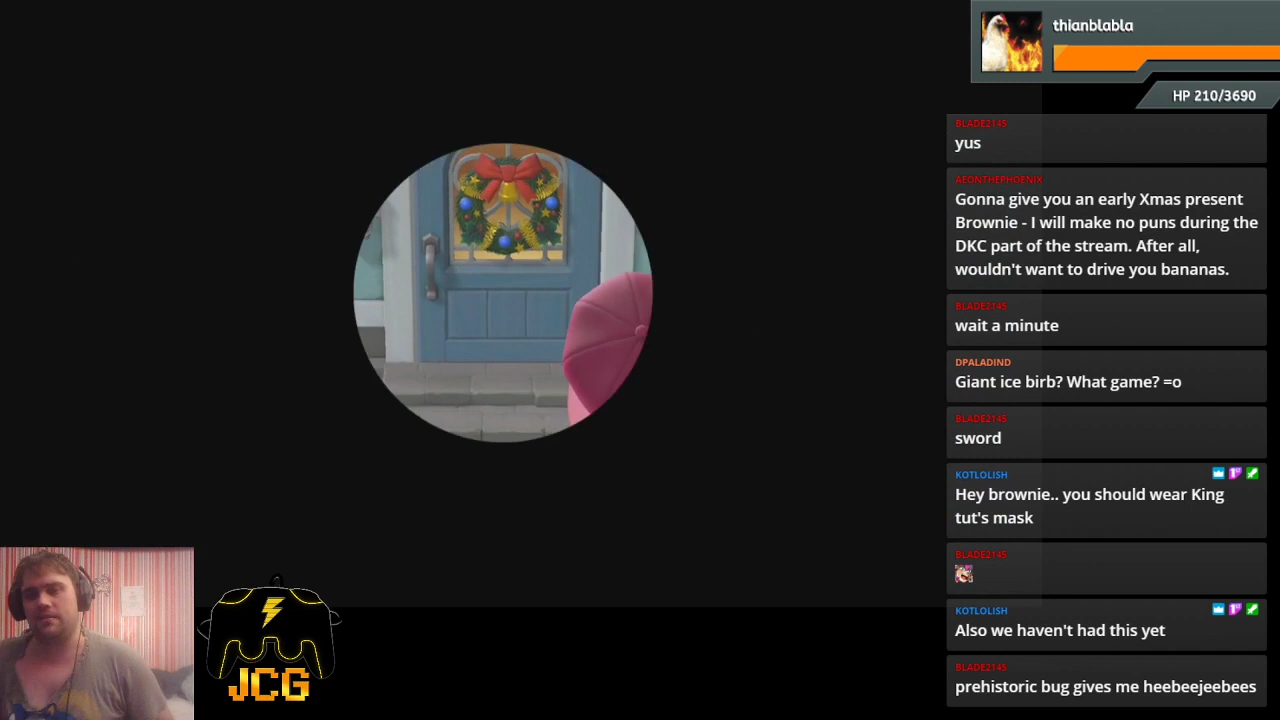 thianblabla
HP 210/3690
BLADE2145
yus
AEONTHEPHOENIX
Gonna give you an early Xmas present
Brownie - I will make no puns during the
DKC part of the stream. After all,
wouldn't want to drive you bananas.
BLADE2145
wait a minute
DPALADIND
Giant ice birb? What game? =o
BLADE2145
sword
KOTLOLISH
Hey brownie.. you should wear King
tut's mask
BLADE2145
KOTLOLISH
Also we haven't had this yet
BLADE2145
prehistoric bug gives me heebeejeebees
JCG